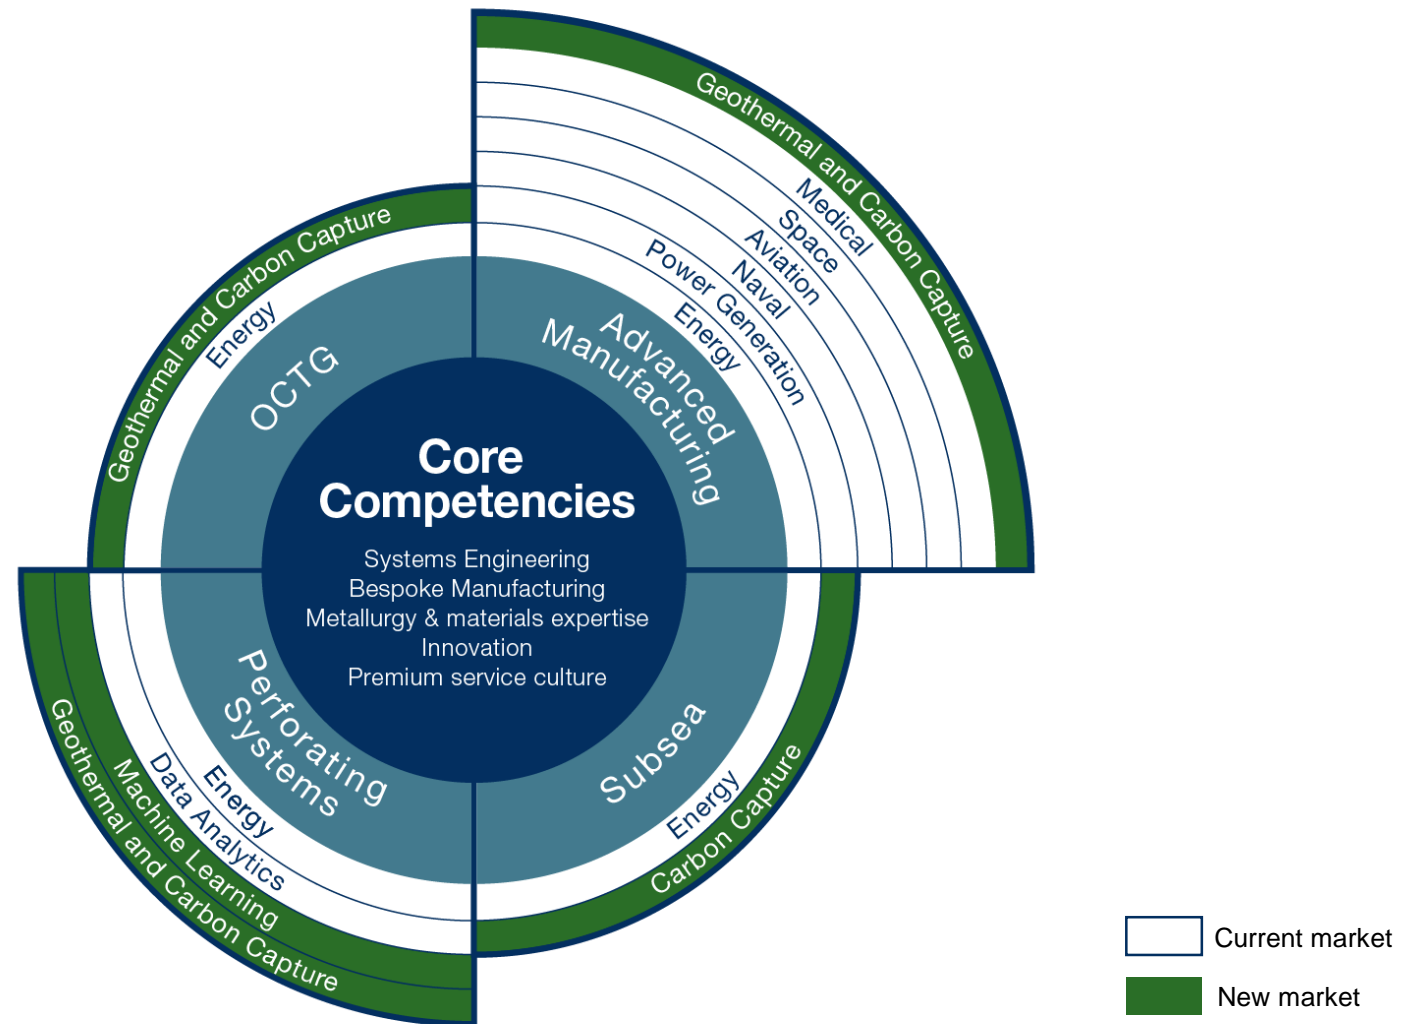 Geothermal and Carbon Capture
Medical
Space
Aviation
Naval
Power Generation
Energy
Advanced
Manufacturing
Geothermal and Carbon Capture
Energy
OCTG
Core
Competencies
Systems Engineering
Bespoke Manufacturing
Metallurgy & materials expertise
Innovation
Premium service culture
Perforating
Systems
Energy
Data Analytics
Machine Learning
Geothermal and Carbon Capture
Subsea
Energy
Carbon Capture
Current market
New market